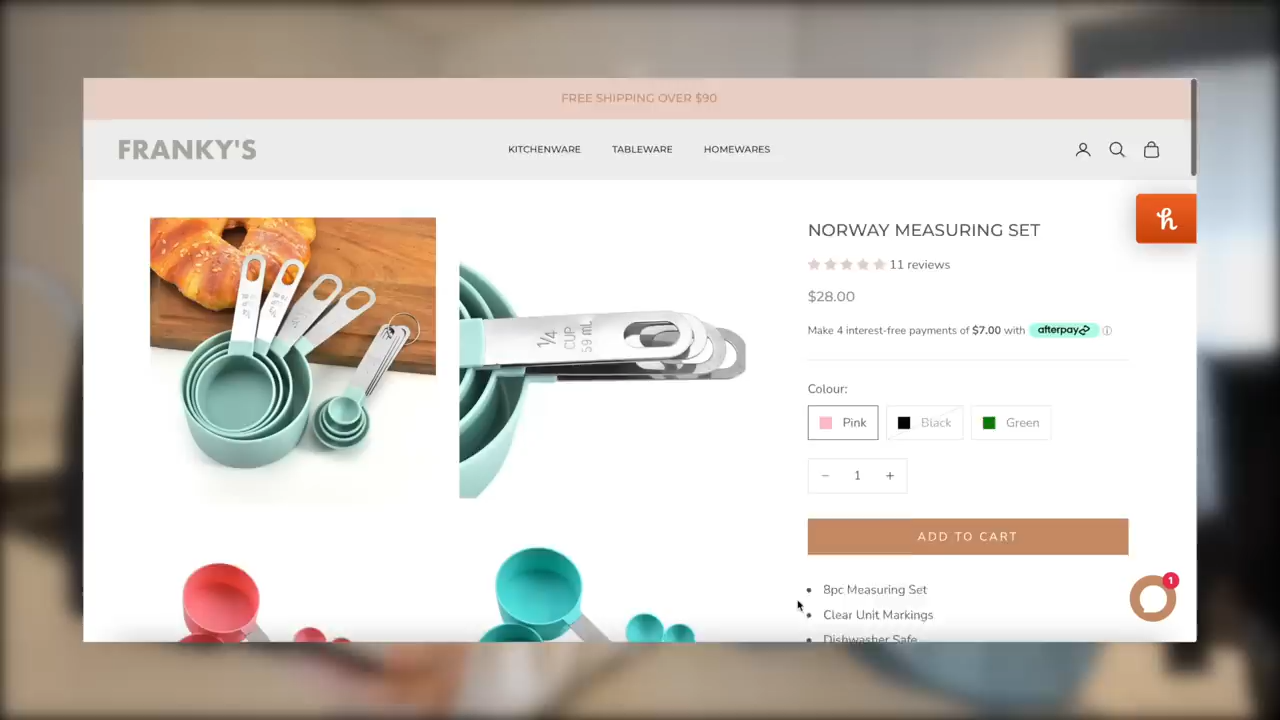 FREE SHIPPING OVER $90
FRANKY'S
KITCHENWARE
TABLEWARE
HOMEWARES
NORWAY MEASURING SET
11 reviews
$28.00
Make 4 interest-free payments of $7.00 with afterpay
1/4
CUP
59 mL
Colour:
Pink
Black
Green
− 1 +
ADD TO CART
8pc Measuring Set
1
Clear Unit Markings
Dishwasher Safe